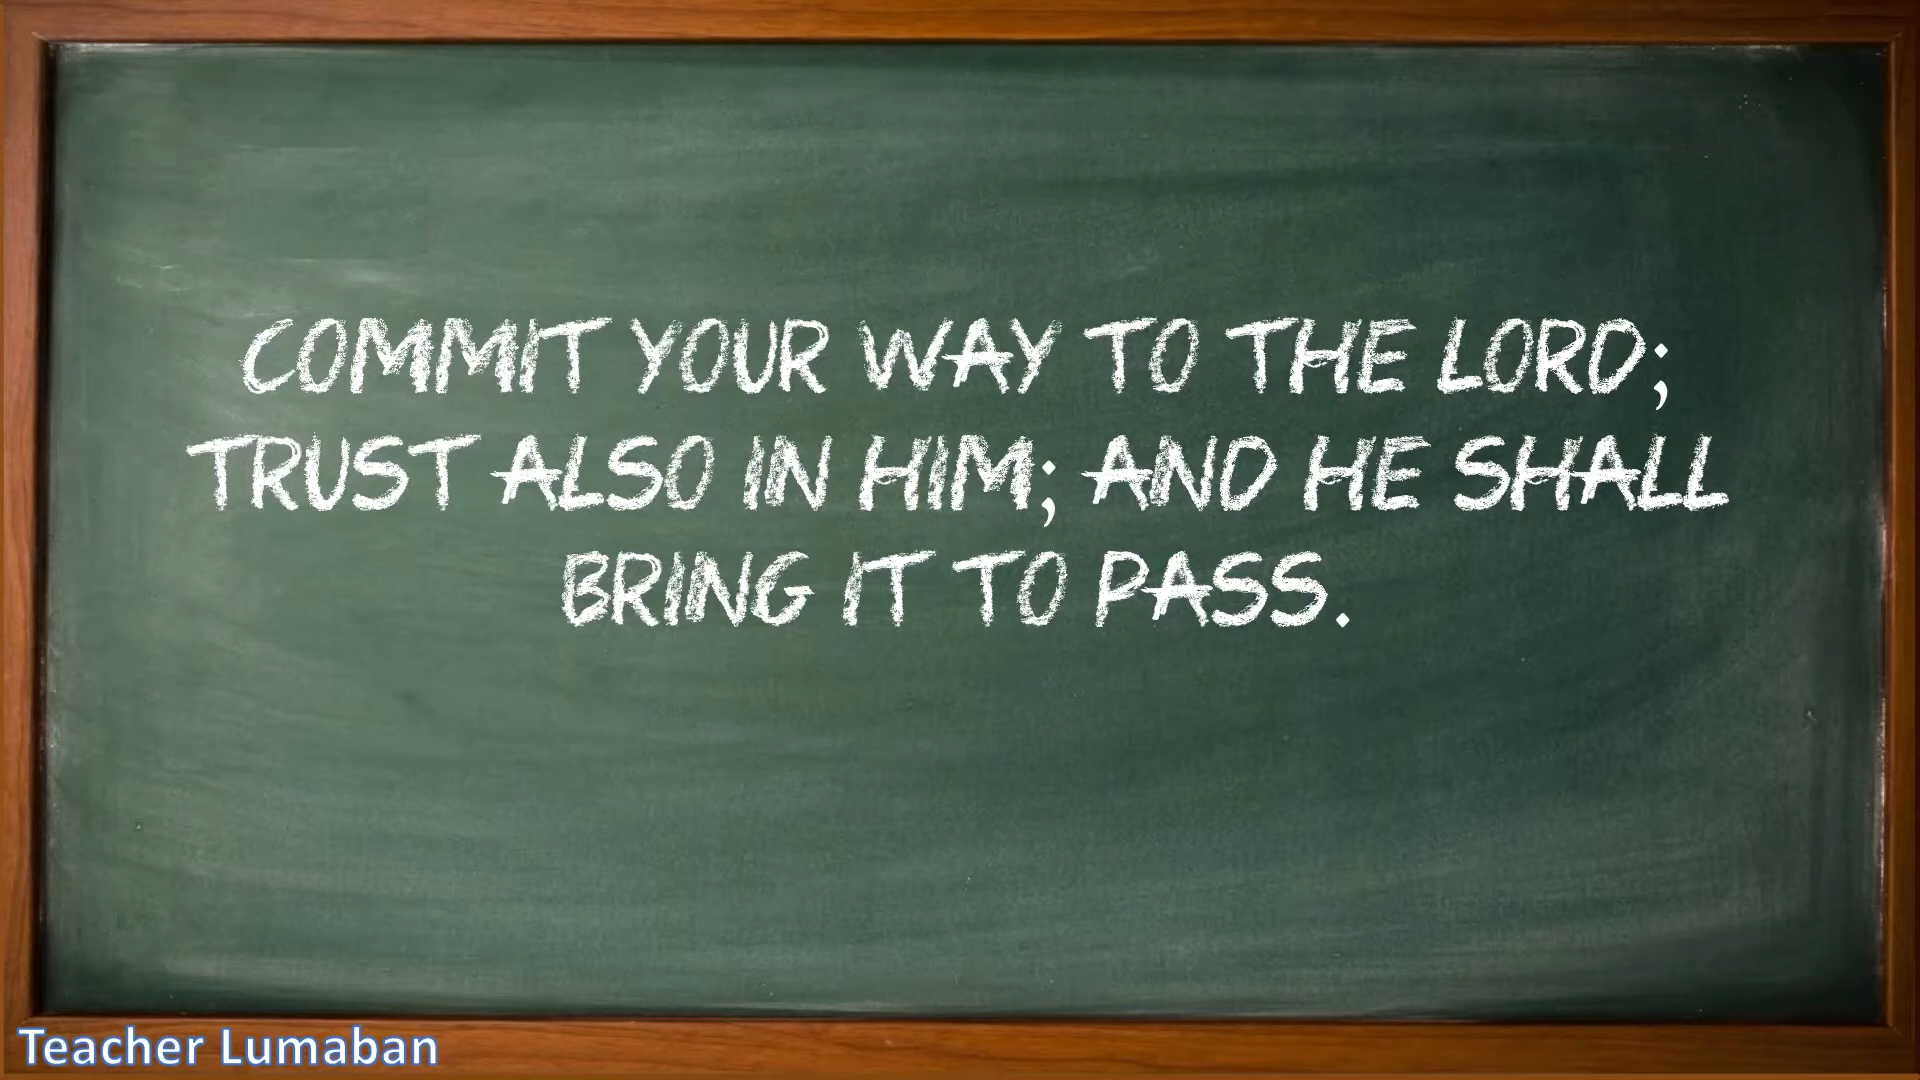 COMMIT YOUR WAY TO THE LORD;
TRUST ALSO IN HIM; AND HE SHALL
BRING IT TO PASS.
Teacher Lumaban